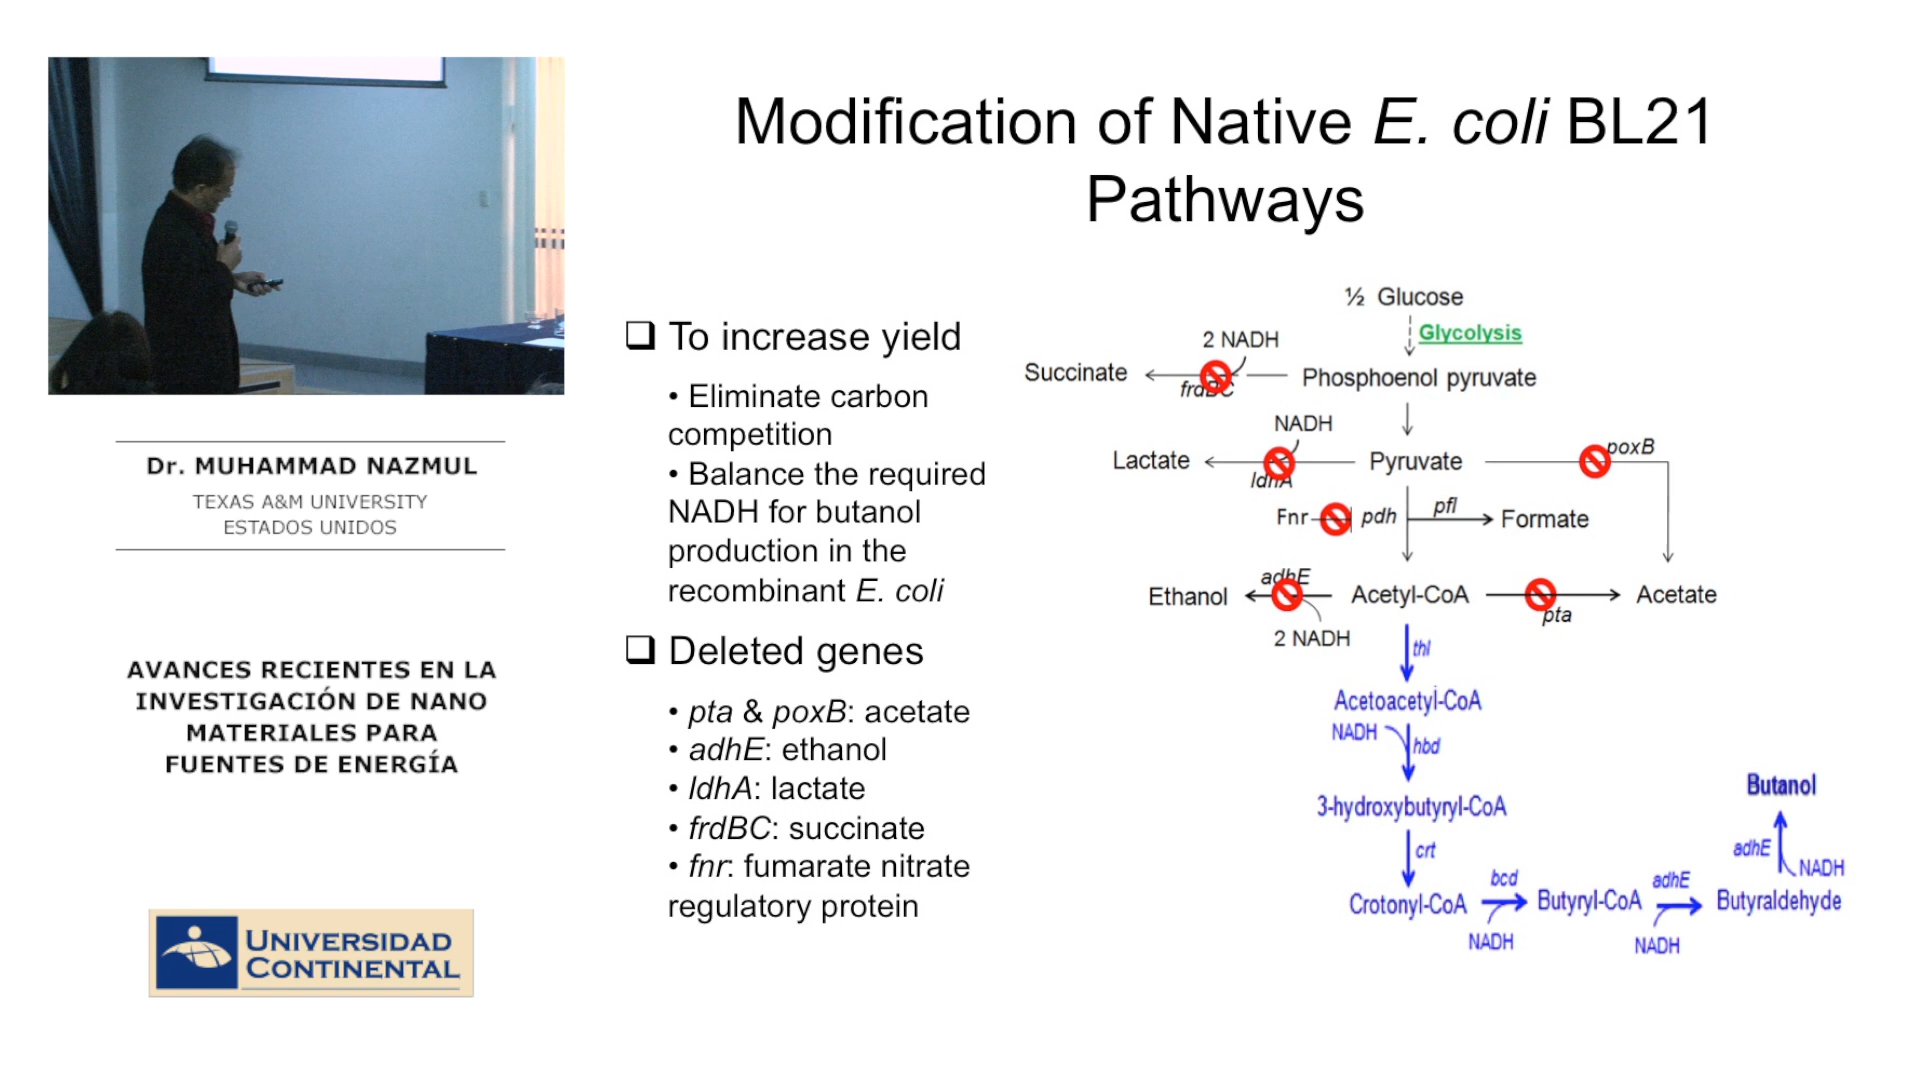 Modification of Native E. coli BL21
Pathways
Dr. MUHAMMAD NAZMUL
TEXAS A&M UNIVERSITY
ESTADOS UNIDOS
AVANCES RECIENTES EN LA
INVESTIGACIÓN DE NANO
MATERIALES PARA
FUENTES DE ENERGÍA
UNIVERSIDAD
CONTINENTAL
❑ To increase yield
• Eliminate carbon
competition
• Balance the required
NADH for butanol
production in the
recombinant E. coli
❑ Deleted genes
• pta & poxB: acetate
• adhE: ethanol
• ldhA: lactate
• frdBC: succinate
• fnr: fumarate nitrate
regulatory protein
½ Glucose
Glycolysis
2 NADH
Succinate
frdBC
Phosphoenol pyruvate
NADH
Lactate
ldhA
Pyruvate
poxB
Fnr
pdh
pfl
Formate
Ethanol
adhE
2 NADH
Acetyl-CoA
pta
Acetate
thl
Acetoacetyl-CoA
NADH
hbd
3-hydroxybutyryl-CoA
crt
Crotonyl-CoA
bcd
NADH
Butyryl-CoA
adhE
NADH
Butyraldehyde
adhE
NADH
Butanol